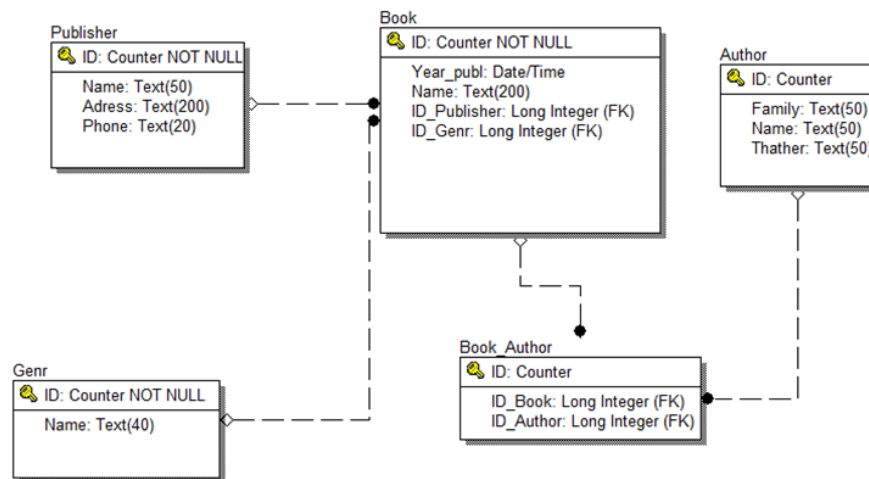 Publisher
ID: Counter NOT NULL
Name: Text(50)
Adress: Text(200)
Phone: Text(20)
Book
ID: Counter NOT NULL
Year_publ: Date/Time
Name: Text(200)
ID_Publisher: Long Integer (FK)
ID_Genr: Long Integer (FK)
Author
ID: Counter
Family: Text(50)
Name: Text(50)
Thather: Text(50)
Genr
ID: Counter NOT NULL
Name: Text(40)
Book_Author
ID: Counter
ID_Book: Long Integer (FK)
ID_Author: Long Integer (FK)